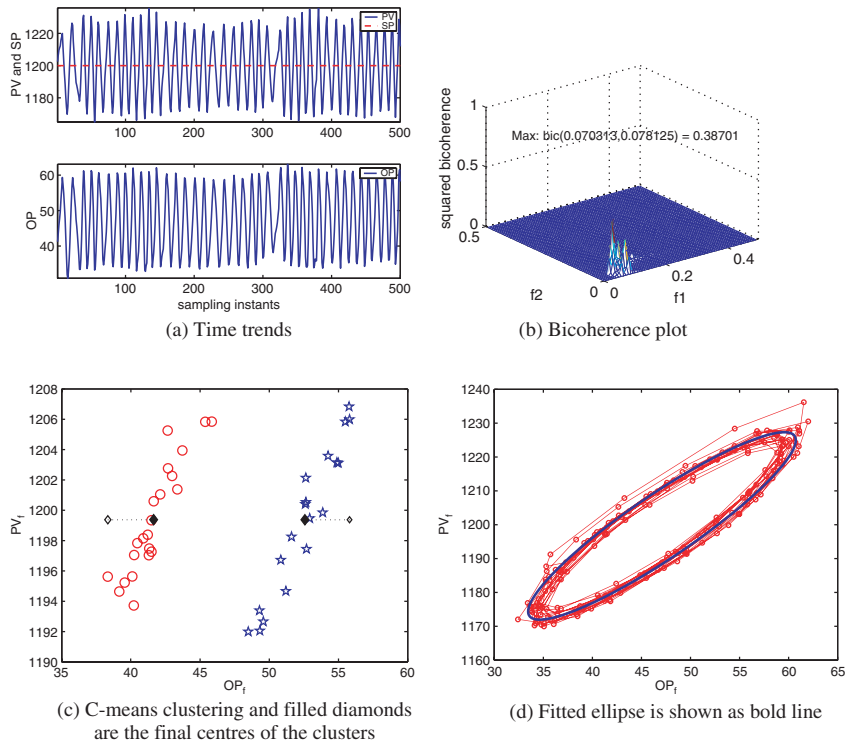 PV and SP
1220
1200
1180
PV
SP
100
200
300
400
500
OP
60
40
OP
100
200
300
400
500
sampling instants
(a) Time trends
squared bicoherence
1
0.5
0
0.5
Max: bic(0.070313,0.078125) = 0.38701
f2
0
0
0.2
0.4
f1
(b) Bicoherence plot
PVf
1208
1206
1204
1202
1200
1198
1196
1194
1192
1190
35
40
45
50
55
60
OPf
(c) C-means clustering and filled diamonds
are the final centres of the clusters
PVf
1240
1230
1220
1210
1200
1190
1180
1170
1160
30
35
40
45
50
55
60
65
OPf
(d) Fitted ellipse is shown as bold line